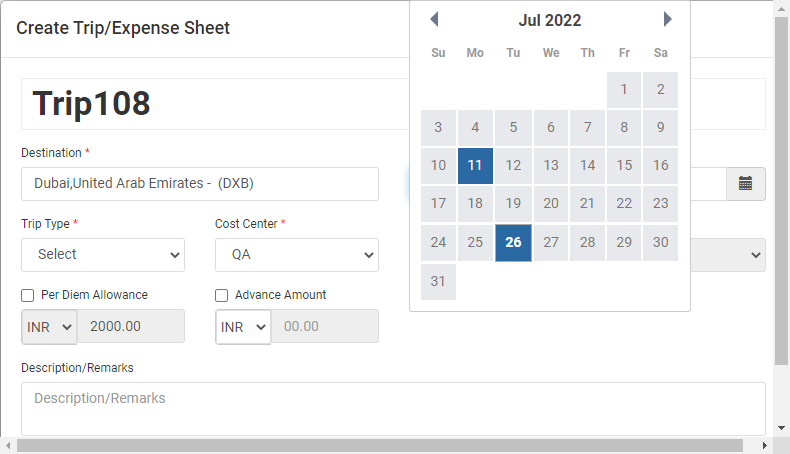 Create Trip/Expense Sheet
Jul 2022
Su Mo Tu We Th Fr Sa
1 2
3 4 5 6 7 8 9
10 11 12 13 14 15 16
17 18 19 20 21 22 23
24 25 26 27 28 29 30
31
Trip108
Destination *
Dubai,United Arab Emirates - (DXB)
Trip Type * Cost Center *
Select QA
Per Diem Allowance Advance Amount
INR 2000.00 INR 00.00
Description/Remarks
Description/Remarks